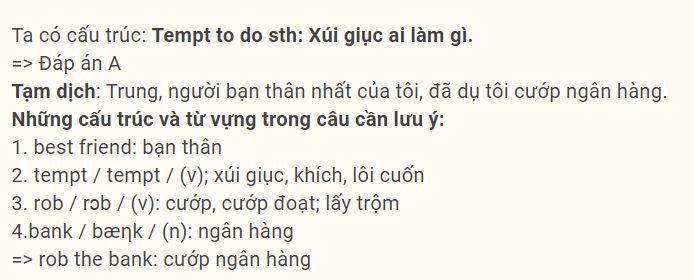 Ta có cấu trúc: Tempt to do sth: Xúi giục ai làm gì.
=> Đáp án A
Tạm dịch: Trung, người bạn thân nhất của tôi, đã dụ tôi cướp ngân hàng.
Những cấu trúc và từ vựng trong câu cần lưu ý:
1. best friend: bạn thân
2. tempt / tempt / (v); xúi giục, khích, lôi cuốn
3. rob / rɔb / (v): cướp, cướp đoạt; lấy trộm
4.bank / bæƞk / (n): ngân hàng
=> rob the bank: cướp ngân hàng